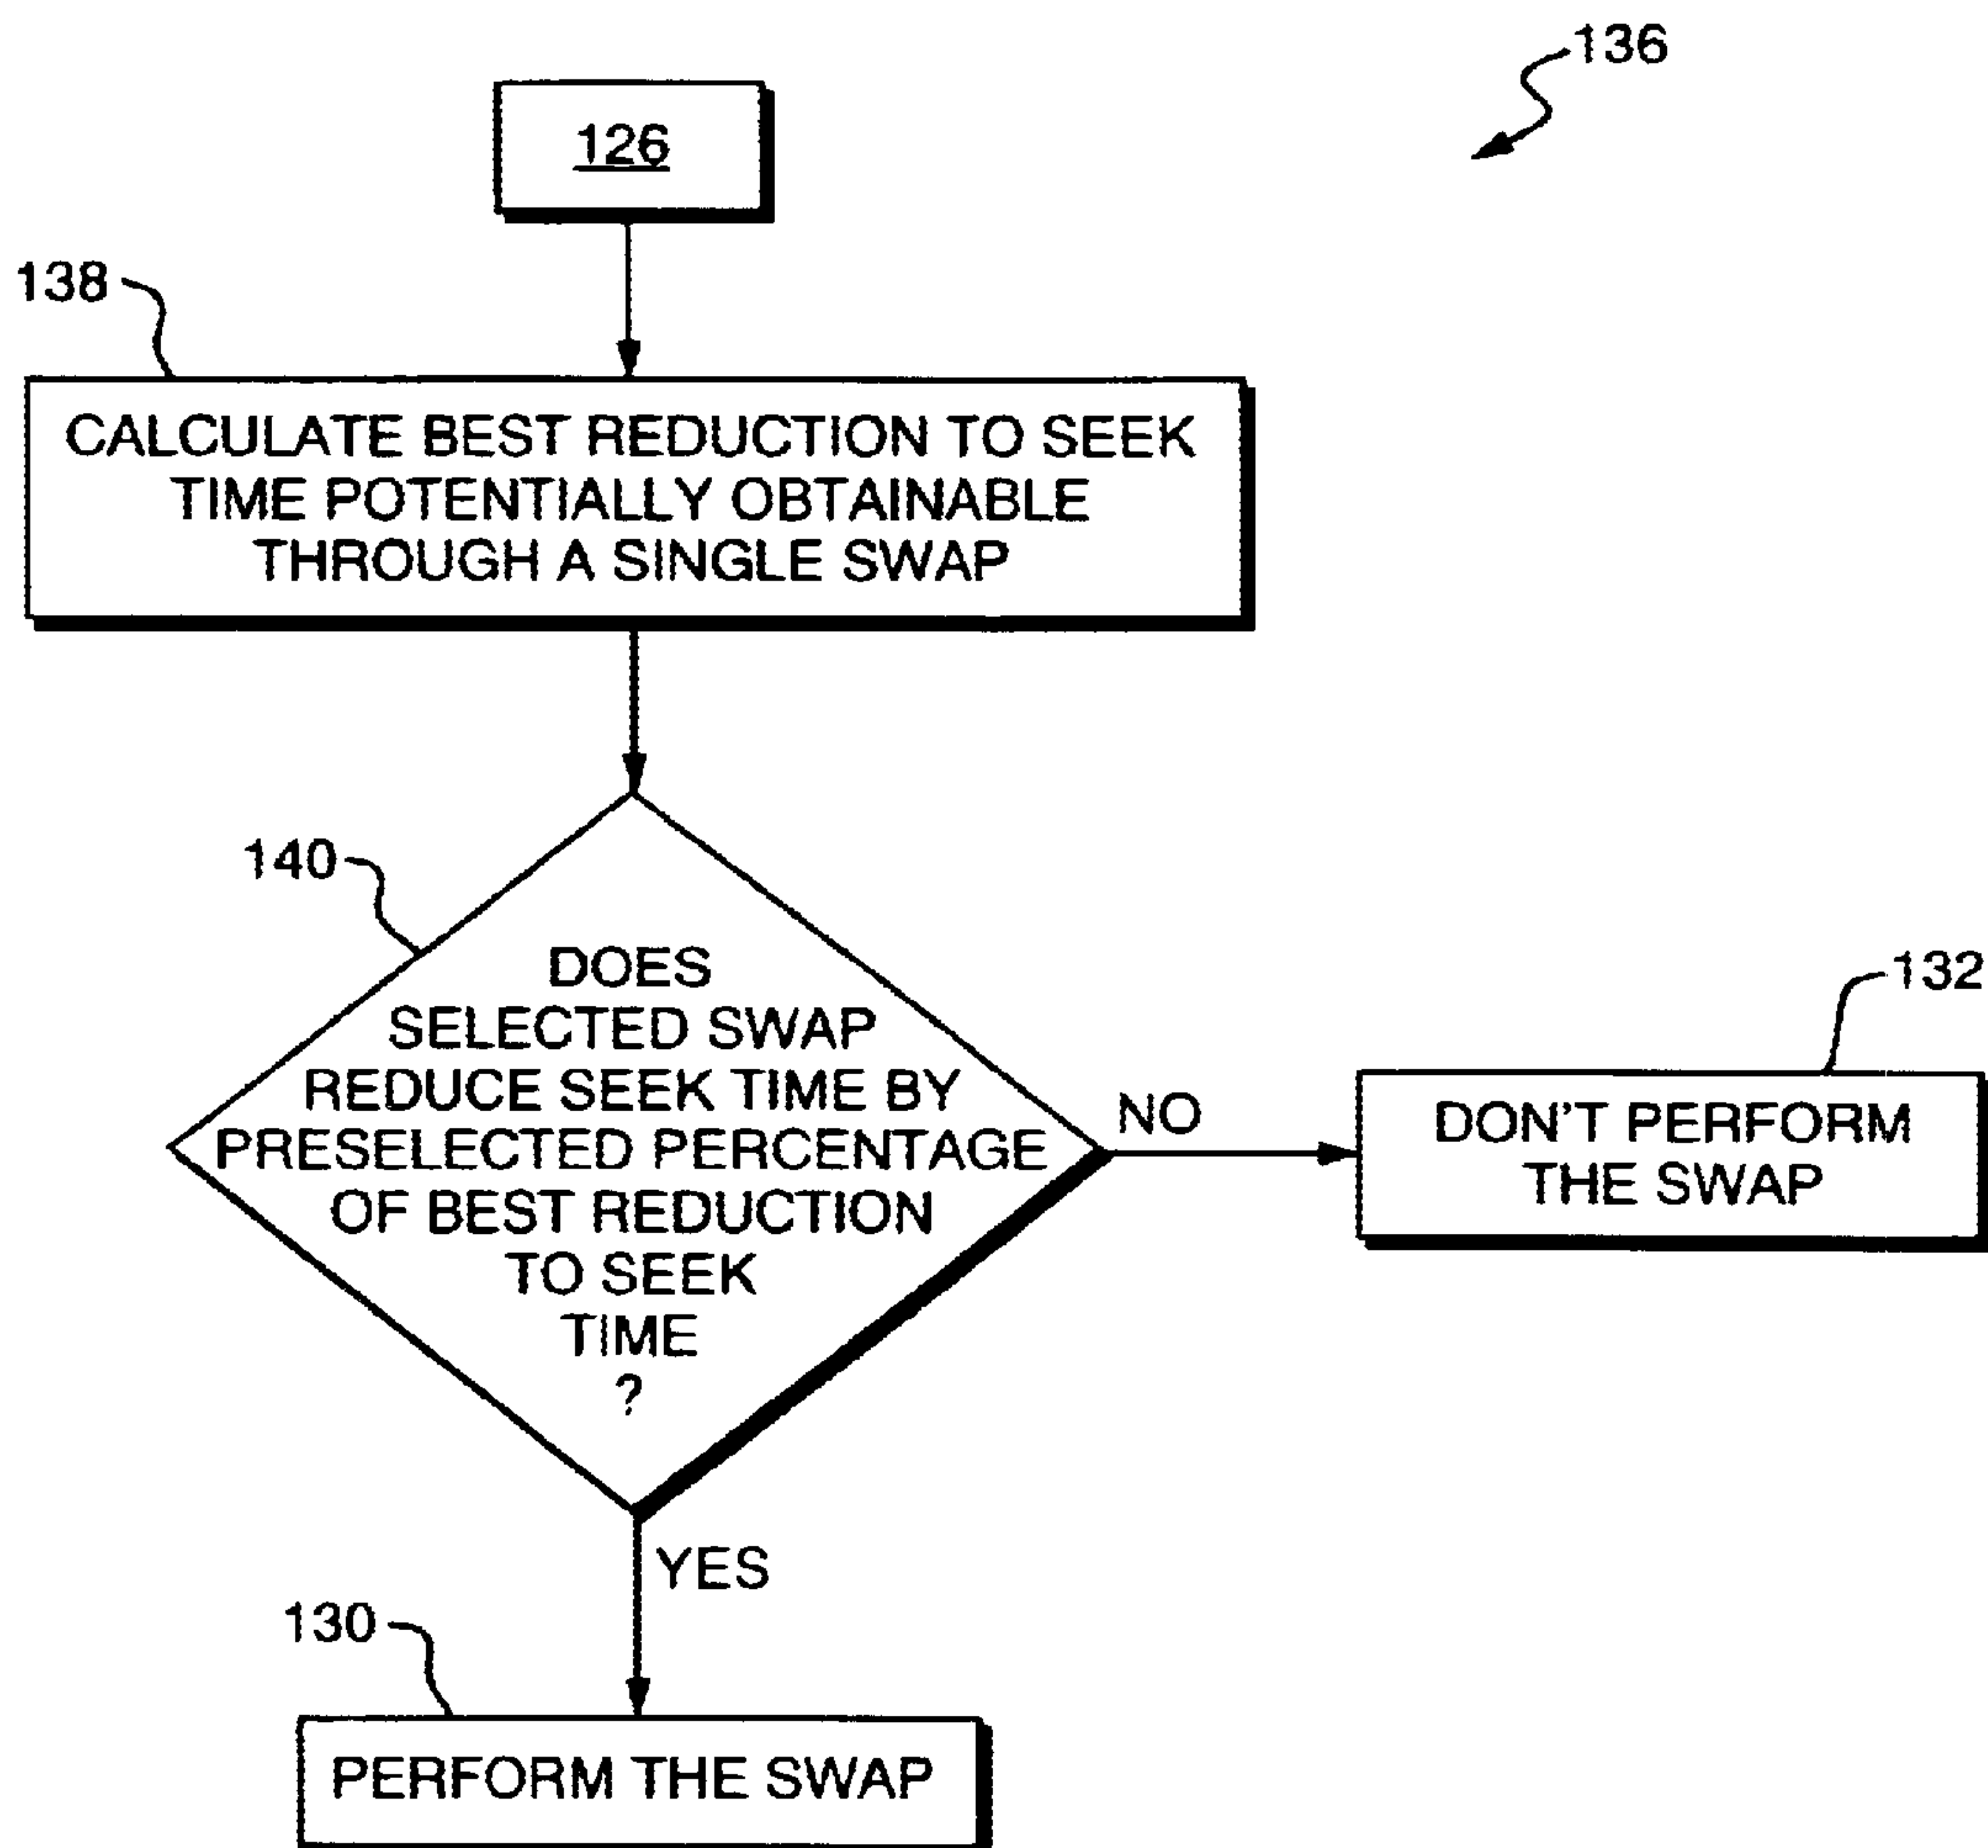 136
126
138
CALCULATE BEST REDUCTION TO SEEK
TIME POTENTIALLY OBTAINABLE
THROUGH A SINGLE SWAP
140
DOES
SELECTED SWAP
REDUCE SEEK TIME BY
PRESELECTED PERCENTAGE
OF BEST REDUCTION
TO SEEK
TIME
?
NO
132
DON'T PERFORM
THE SWAP
YES
130
PERFORM THE SWAP